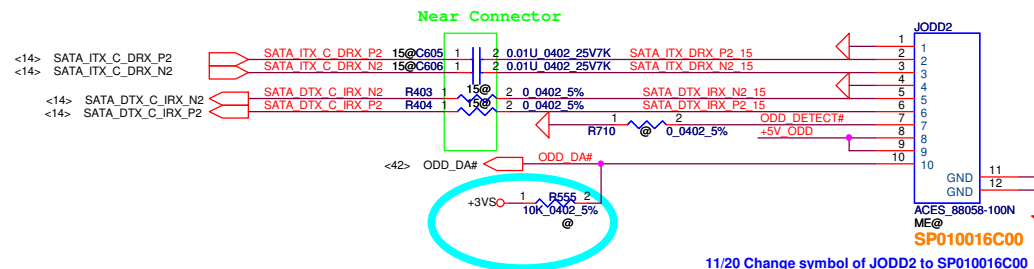 Near Connector
JODD2
<14> SATA_ITX_C_DRX_P2 SATA_ITX_C_DRX_P2 15@C605 1 2 0.01U_0402_25V7K SATA_ITX_DRX_P2_15 1 1
<14> SATA_ITX_C_DRX_N2 SATA_ITX_C_DRX_N2 15@C606 1 2 0.01U_0402_25V7K SATA_ITX_DRX_N2_15 2 2
3 3
4 4
<14> SATA_DTX_C_IRX_N2 SATA_DTX_C_IRX_N2 R403 1 15@ 2 0_0402_5% SATA_DTX_IRX_N2_15 5 5
<14> SATA_DTX_C_IRX_P2 SATA_DTX_C_IRX_P2 R404 1 15@ 2 0_0402_5% SATA_DTX_IRX_P2_15 6 6
1 2 ODD_DETECT# 7 7
R710 @ 0_0402_5% +5V_ODD 8 8
9 9
<42> ODD_DA# ODD_DA# 10 10
GND 11
GND 12
+3VS 1 R555 2
10K_0402_5%
@
ACES_88058-100N
ME@
SP010016C00
11/20 Change symbol of JODD2 to SP010016C00